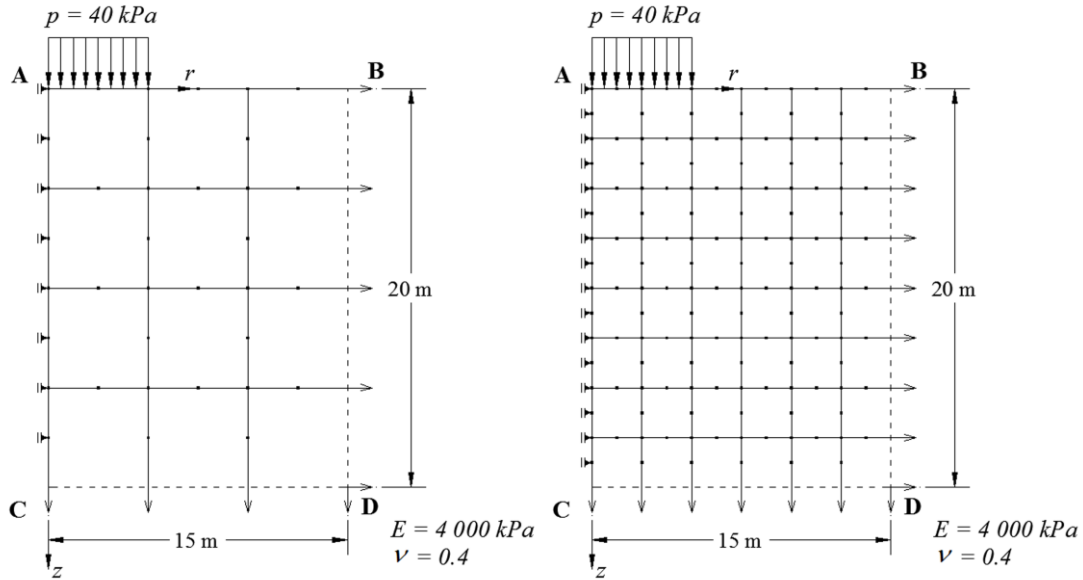 p = 40 kPa
A
r
B
20 m
C
D
15 m
z
E = 4 000 kPa
ν = 0.4
p = 40 kPa
A
r
B
20 m
C
D
15 m
z
E = 4 000 kPa
ν = 0.4